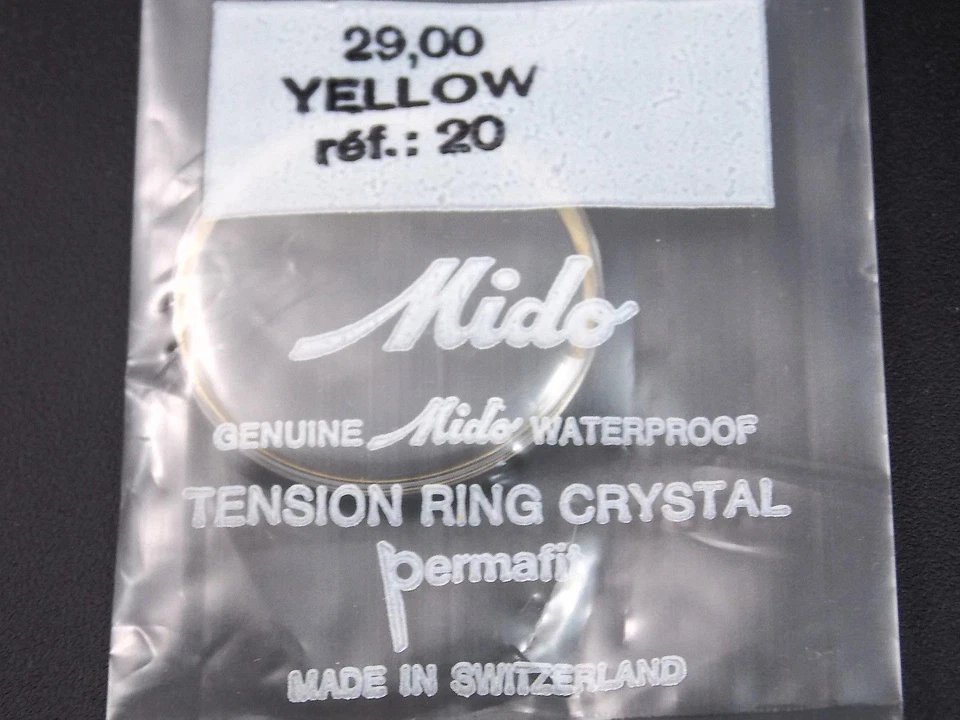 29,00
YELLOW
réf.: 20
Mido
GENUINE Mido WATERPROOF
TENSION RING CRYSTAL
permafit
MADE IN SWITZERLAND